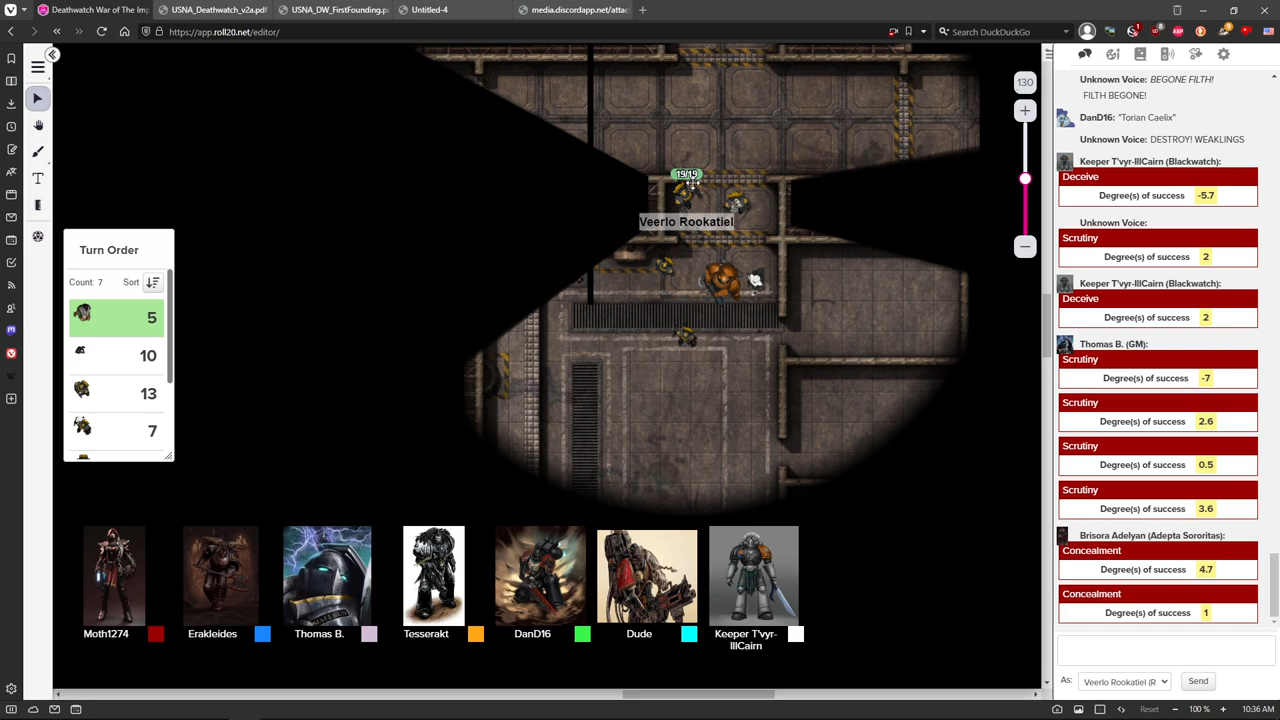 Deathwatch War of The Imp
USNA_Deathwatch_v2a.pdf
USNA_DW_FirstFounding.pc
Untitled-4
media.discordapp.net/attac
https://app.roll20.net/editor/
Search DuckDuckGo
130
19/19
Veerlo Rookatiel
Turn Order
Count: 7
Sort
5
10
13
7
Moth1274
Erakleides
Thomas B.
Tesserakt
DanD16
Dude
Keeper T'vyr-
IllCairn
Unknown Voice: BEGONE FILTH!
FILTH BEGONE!
DanD16: "Torian Caelix"
Unknown Voice: DESTROY! WEAKLINGS
Keeper T'vyr-IllCairn (Blackwatch):
Deceive
Degree(s) of success -5.7
Unknown Voice:
Scrutiny
Degree(s) of success 2
Keeper T'vyr-IllCairn (Blackwatch):
Deceive
Degree(s) of success 2
Thomas B. (GM):
Scrutiny
Degree(s) of success -7
Scrutiny
Degree(s) of success 2.6
Scrutiny
Degree(s) of success 0.5
Scrutiny
Degree(s) of success 3.6
Brisora Adelyan (Adepta Sororitas):
Concealment
Degree(s) of success 4.7
Concealment
Degree(s) of success 1
As:
Veerlo Rookatiel (R
Send
Reset
100 %
10:36 AM